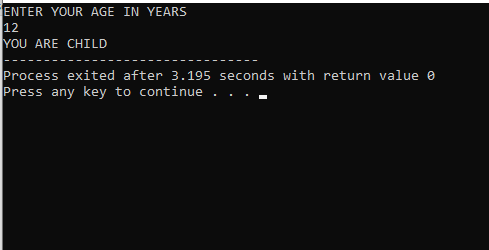 ENTER YOUR AGE IN YEARS
12
YOU ARE CHILD
--------------------------------
Process exited after 3.195 seconds with return value 0
Press any key to continue . . .